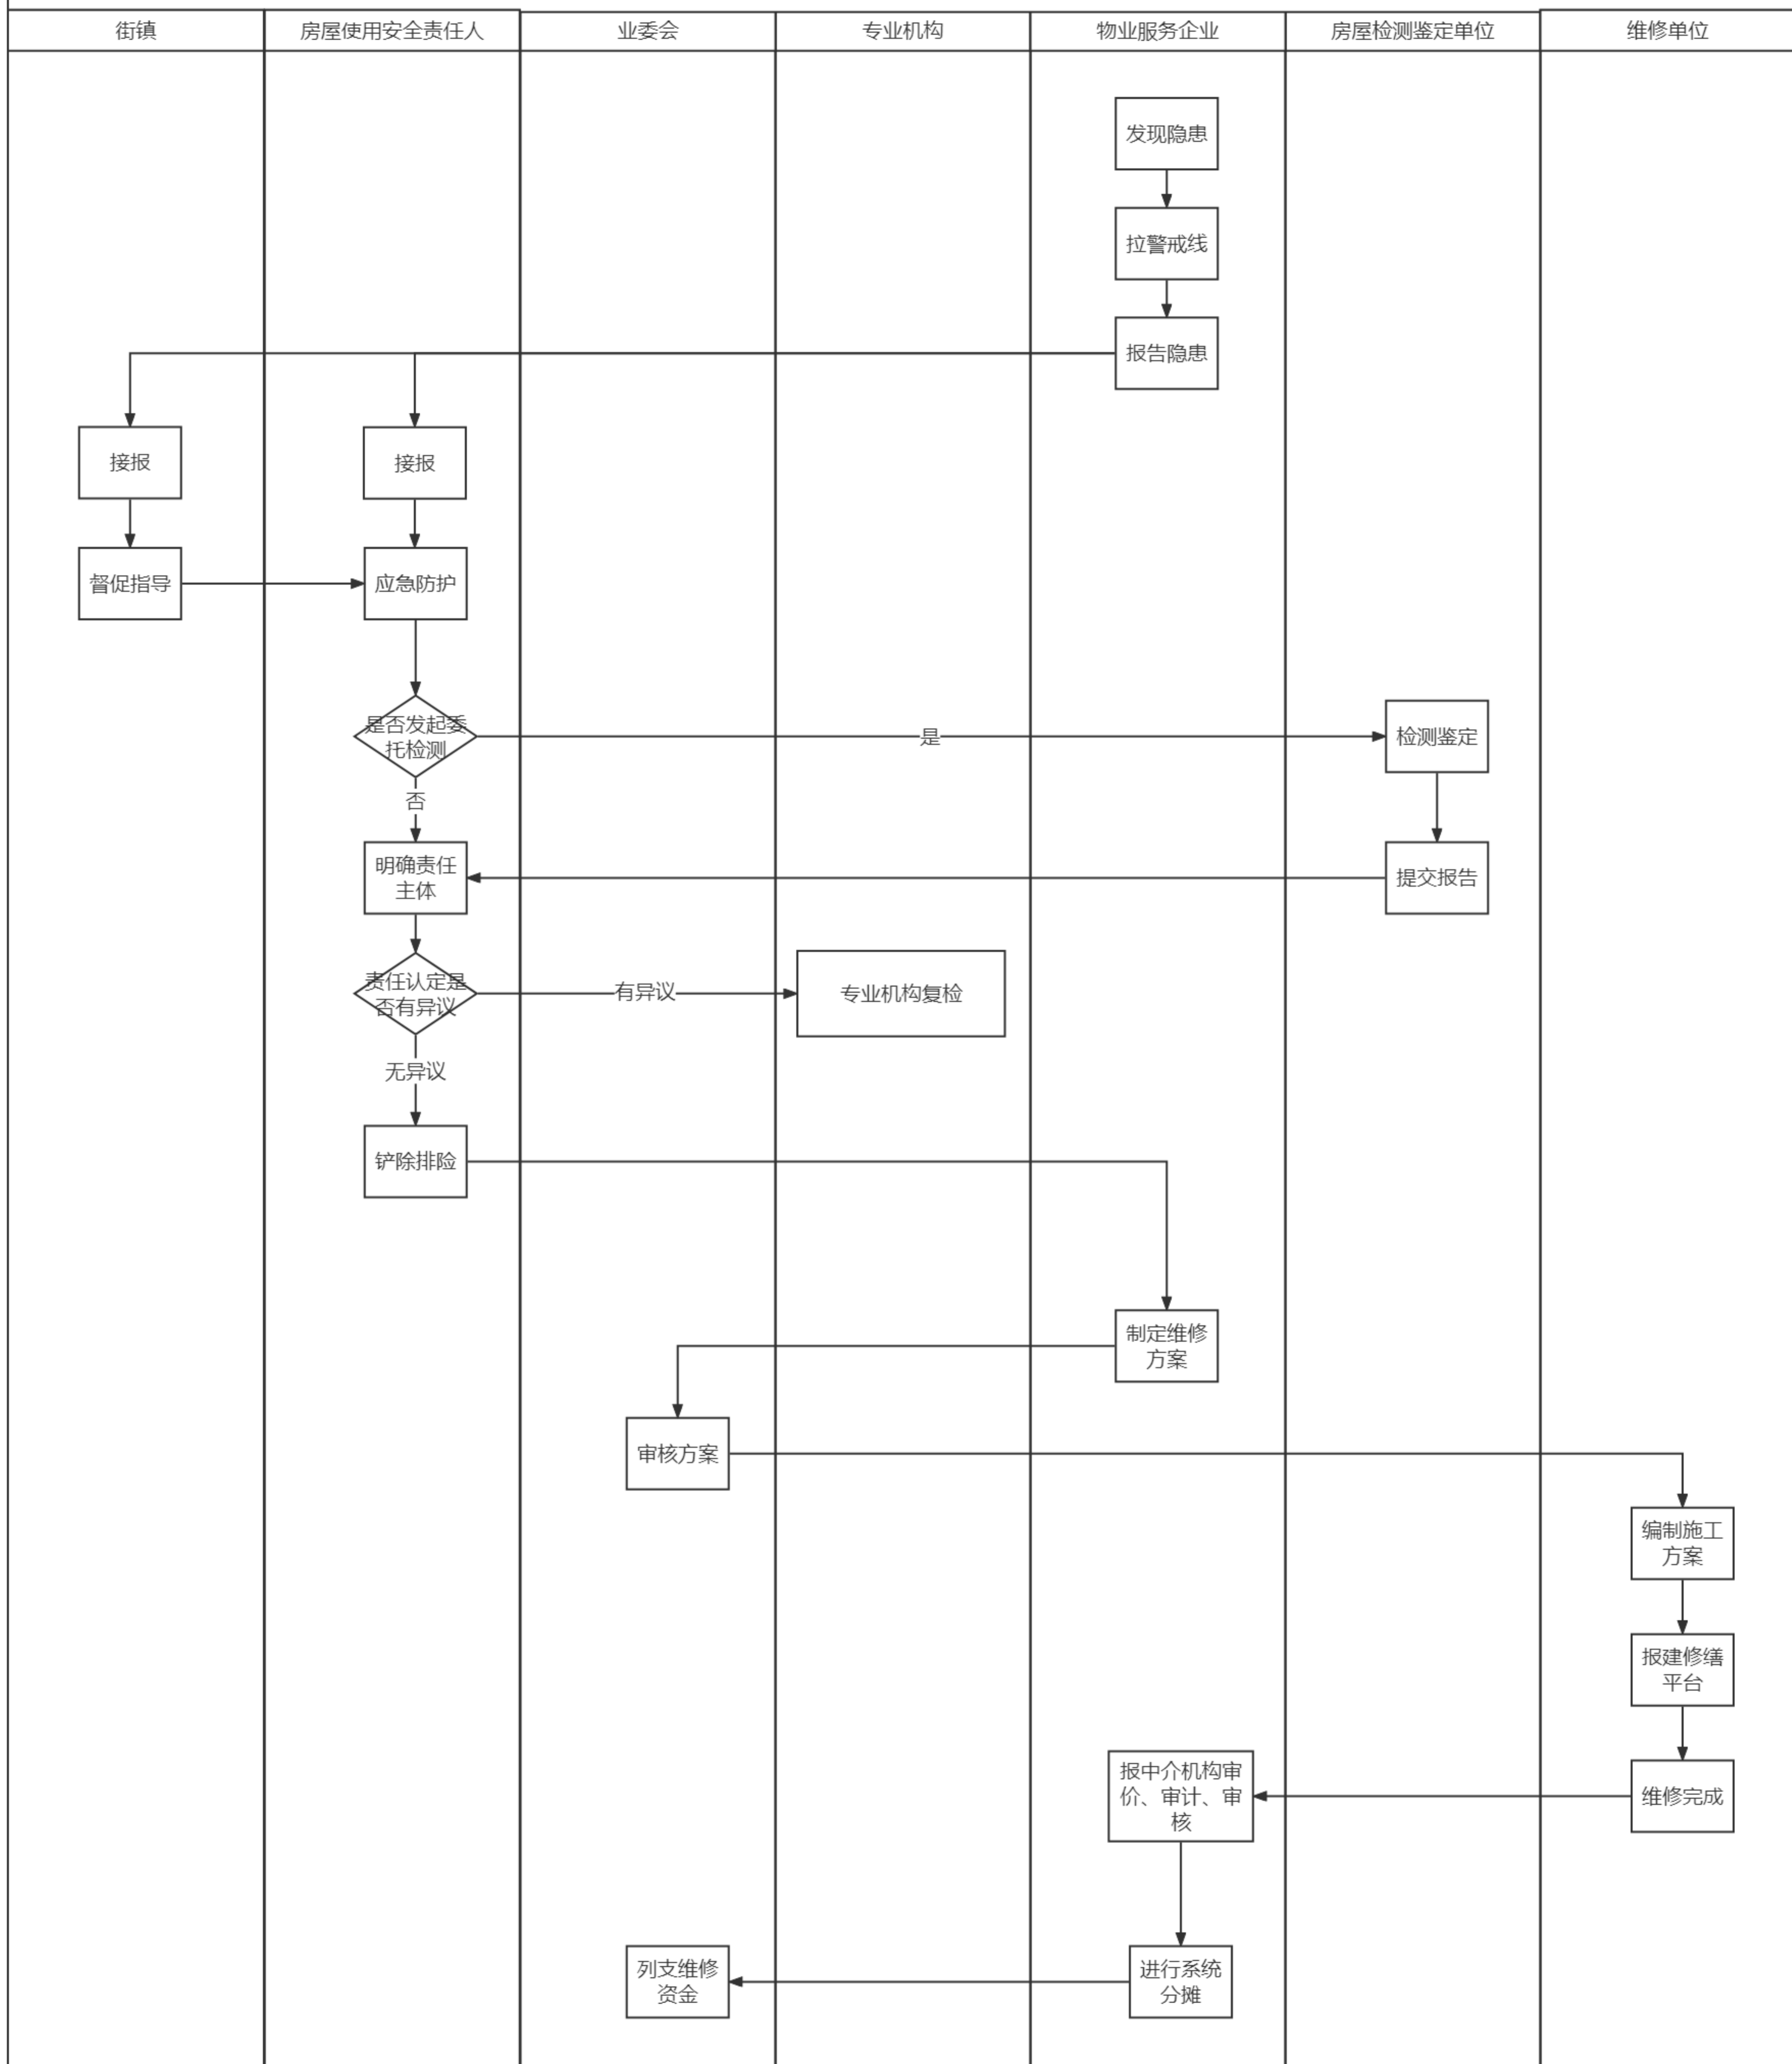 街镇
房屋使用安全责任人
业委会
专业机构
物业服务企业
房屋检测鉴定单位
维修单位
发现隐患
拉警戒线
报告隐患
接报
接报
督促指导
应急防护
是否发起委
托检测
是
检测鉴定
否
明确责任
主体
提交报告
责任认定是
否有异议
有异议
专业机构复检
无异议
铲除排险
制定维修
方案
审核方案
编制施工
方案
报建修缮
平台
报中介机构审
价、审计、审
核
维修完成
列支维修
资金
进行系统
分摊